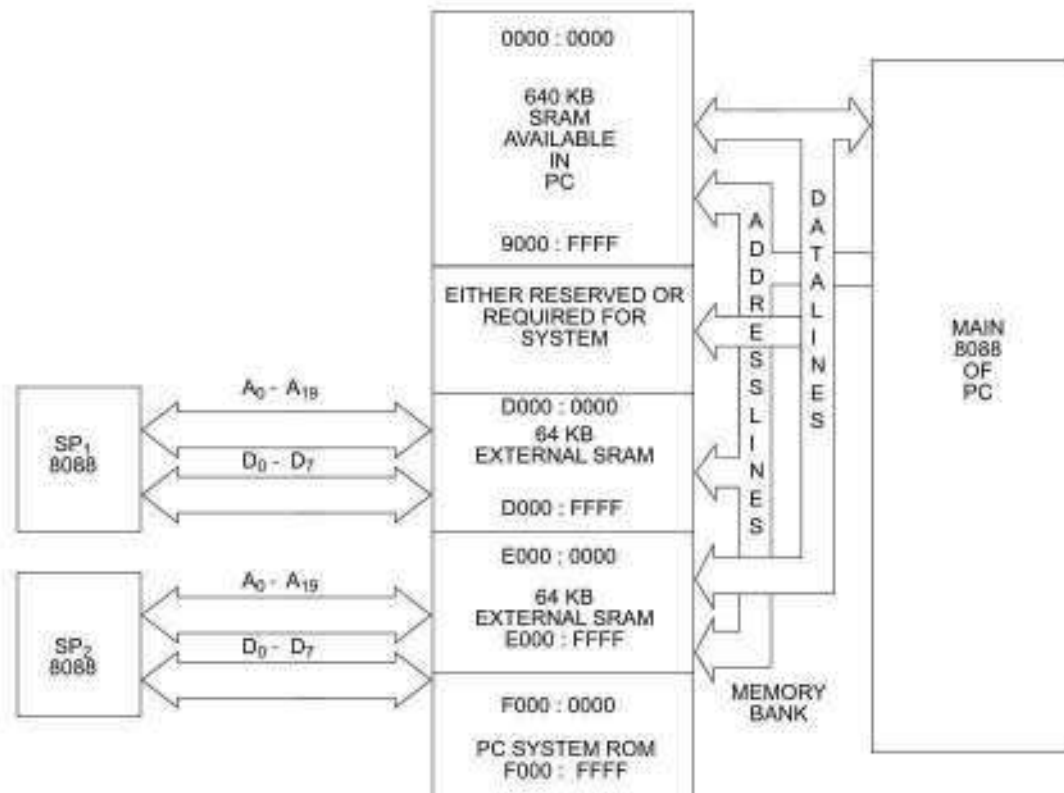 0000 : 0000
640 KB
SRAM
AVAILABLE
IN
PC
9000 : FFFF
EITHER RESERVED OR
REQUIRED FOR
SYSTEM
D000 : 0000
64 KB
EXTERNAL SRAM
D000 : FFFF
E000 : 0000
64 KB
EXTERNAL SRAM
E000 : FFFF
F000 : 0000
PC SYSTEM ROM
F000 : FFFF
A0 - A19
SP1
8088
D0 - D7
A0 - A19
SP2
8088
D0 - D7
ADDRESSLINES
DATALINES
MEMORY
BANK
MAIN
8088
OF
PC